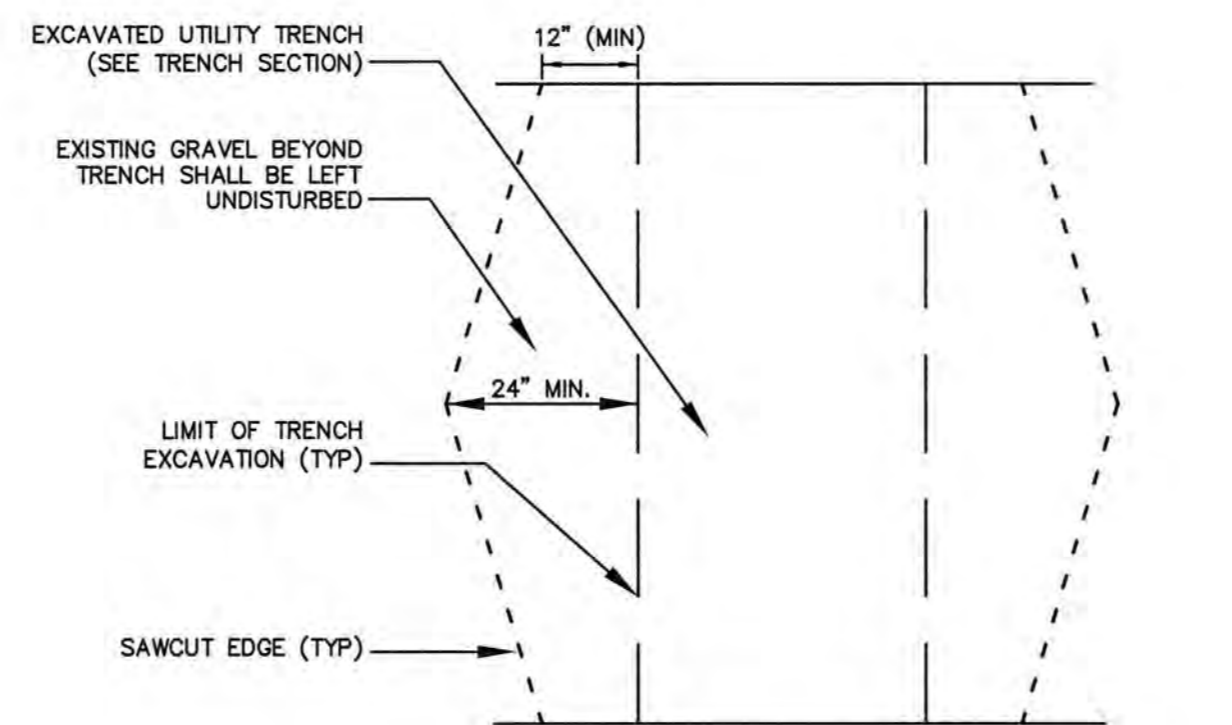 EXCAVATED UTILITY TRENCH
(SEE TRENCH SECTION)
12" (MIN)
EXISTING GRAVEL BEYOND
TRENCH SHALL BE LEFT
UNDISTURBED
24" MIN.
LIMIT OF TRENCH
EXCAVATION (TYP)
SAWCUT EDGE (TYP)